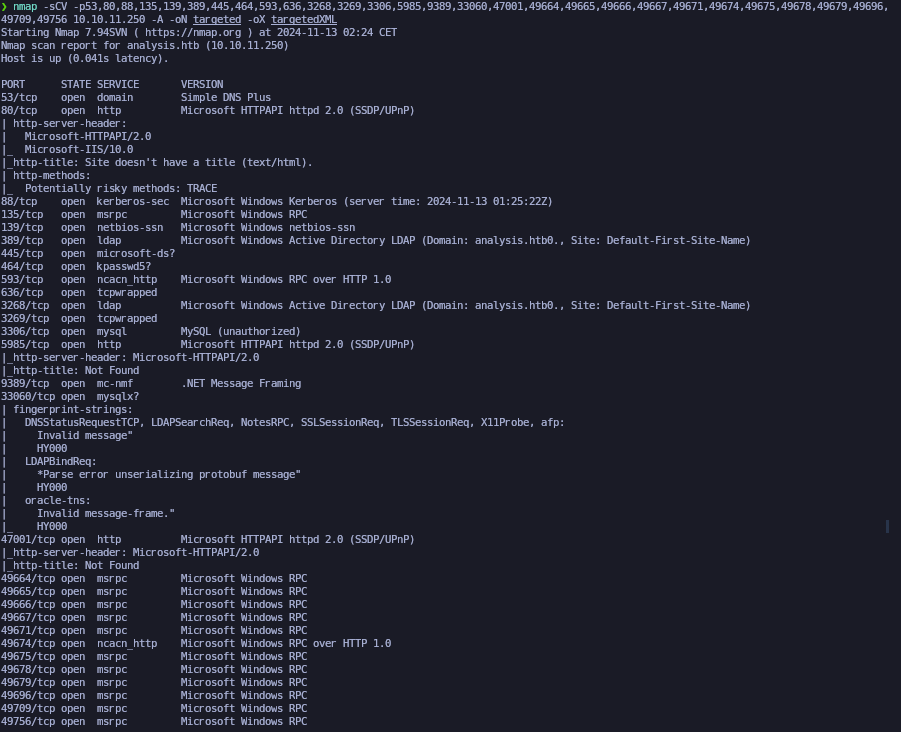 ❯ nmap -sCV -p53,80,88,135,139,389,445,464,593,636,3268,3269,3306,5985,9389,33060,47001,49664,49665,49666,49667,49671,49674,49675,49678,49679,49696,
49709,49756 10.10.11.250 -A -oN targeted -oX targetedXML
Starting Nmap 7.94SVN ( https://nmap.org ) at 2024-11-13 02:24 CET
Nmap scan report for analysis.htb (10.10.11.250)
Host is up (0.041s latency).
PORT      STATE SERVICE       VERSION
53/tcp    open  domain        Simple DNS Plus
80/tcp    open  http          Microsoft HTTPAPI httpd 2.0 (SSDP/UPnP)
| http-server-header:
|   Microsoft-HTTPAPI/2.0
|_  Microsoft-IIS/10.0
|_http-title: Site doesn't have a title (text/html).
| http-methods:
|_  Potentially risky methods: TRACE
88/tcp    open  kerberos-sec  Microsoft Windows Kerberos (server time: 2024-11-13 01:25:22Z)
135/tcp   open  msrpc         Microsoft Windows RPC
139/tcp   open  netbios-ssn   Microsoft Windows netbios-ssn
389/tcp   open  ldap          Microsoft Windows Active Directory LDAP (Domain: analysis.htb0., Site: Default-First-Site-Name)
445/tcp   open  microsoft-ds?
464/tcp   open  kpasswd5?
593/tcp   open  ncacn_http    Microsoft Windows RPC over HTTP 1.0
636/tcp   open  tcpwrapped
3268/tcp  open  ldap          Microsoft Windows Active Directory LDAP (Domain: analysis.htb0., Site: Default-First-Site-Name)
3269/tcp  open  tcpwrapped
3306/tcp  open  mysql         MySQL (unauthorized)
5985/tcp  open  http          Microsoft HTTPAPI httpd 2.0 (SSDP/UPnP)
|_http-server-header: Microsoft-HTTPAPI/2.0
|_http-title: Not Found
9389/tcp  open  mc-nmf        .NET Message Framing
33060/tcp open  mysqlx?
| fingerprint-strings:
|   DNSStatusRequestTCP, LDAPSearchReq, NotesRPC, SSLSessionReq, TLSSessionReq, X11Probe, afp:
|     Invalid message"
|     HY000
|   LDAPBindReq:
|     *Parse error unserializing protobuf message"
|     HY000
|   oracle-tns:
|     Invalid message-frame."
|_    HY000
47001/tcp open  http          Microsoft HTTPAPI httpd 2.0 (SSDP/UPnP)
|_http-server-header: Microsoft-HTTPAPI/2.0
|_http-title: Not Found
49664/tcp open  msrpc         Microsoft Windows RPC
49665/tcp open  msrpc         Microsoft Windows RPC
49666/tcp open  msrpc         Microsoft Windows RPC
49667/tcp open  msrpc         Microsoft Windows RPC
49671/tcp open  msrpc         Microsoft Windows RPC
49674/tcp open  ncacn_http    Microsoft Windows RPC over HTTP 1.0
49675/tcp open  msrpc         Microsoft Windows RPC
49678/tcp open  msrpc         Microsoft Windows RPC
49679/tcp open  msrpc         Microsoft Windows RPC
49696/tcp open  msrpc         Microsoft Windows RPC
49709/tcp open  msrpc         Microsoft Windows RPC
49756/tcp open  msrpc         Microsoft Windows RPC